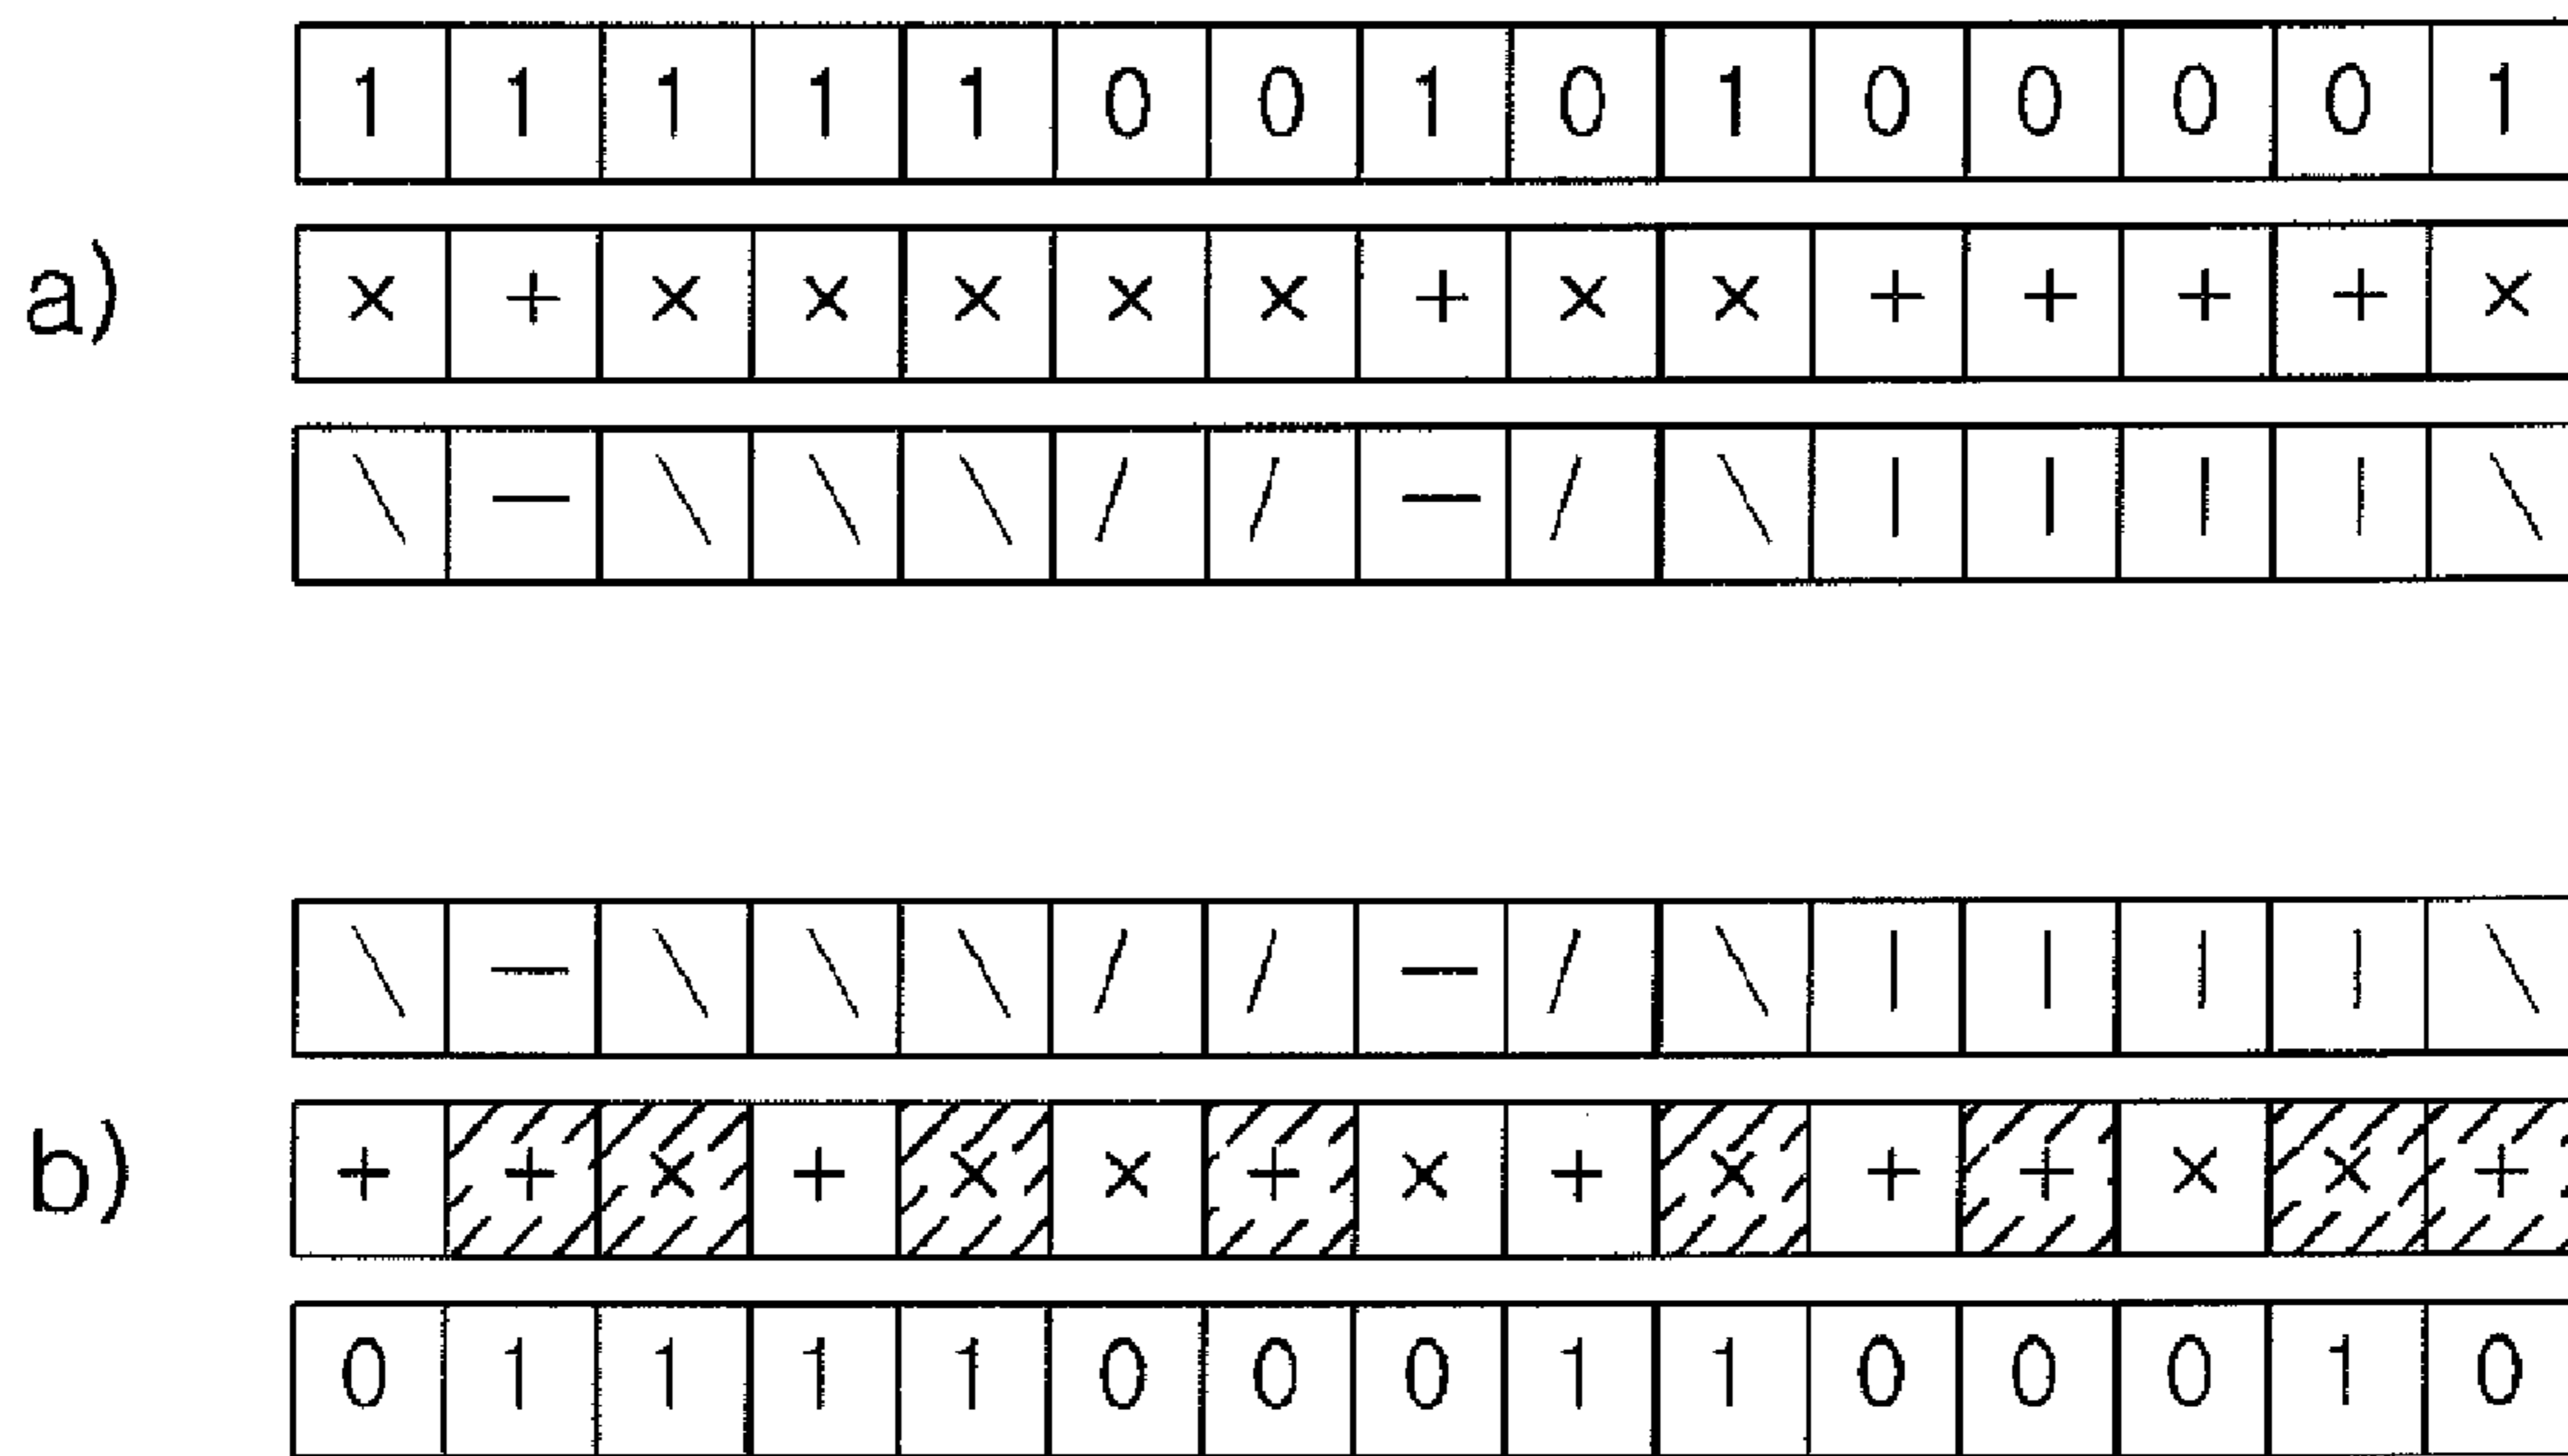 1 1 1 1 1 0 0 1 0 1 0 0 0 0 1
a) × + × × × × × + × × + + + + ×
\ — \ \ \ / / — / \ | | | | \
\ — \ \ \ / / — / \ | | | | \
b) + + × + × × + × + × + + × × +
0 1 1 1 1 0 0 0 1 1 0 0 0 1 0